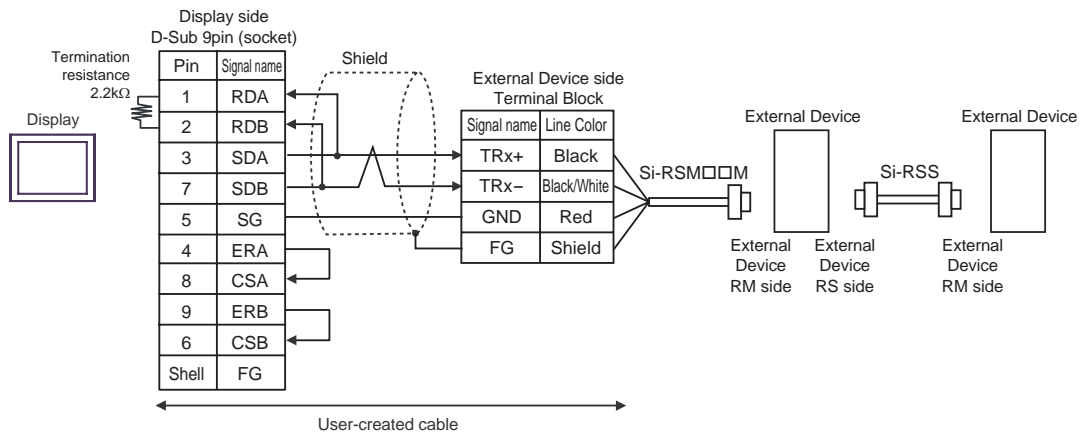 Display side
D-Sub 9pin (socket)
Termination
resistance
2.2kΩ
Display
Pin Signal name
1 RDA
2 RDB
3 SDA
7 SDB
5 SG
4 ERA
8 CSA
9 ERB
6 CSB
Shell FG
Shield
External Device side
Terminal Block
Signal name Line Color
TRx+ Black
TRx− Black/White
GND Red
FG Shield
Si-RSM□□M
External Device
External
Device
RM side
External
Device
RS side
Si-RSS
External Device
External
Device
RM side
User-created cable